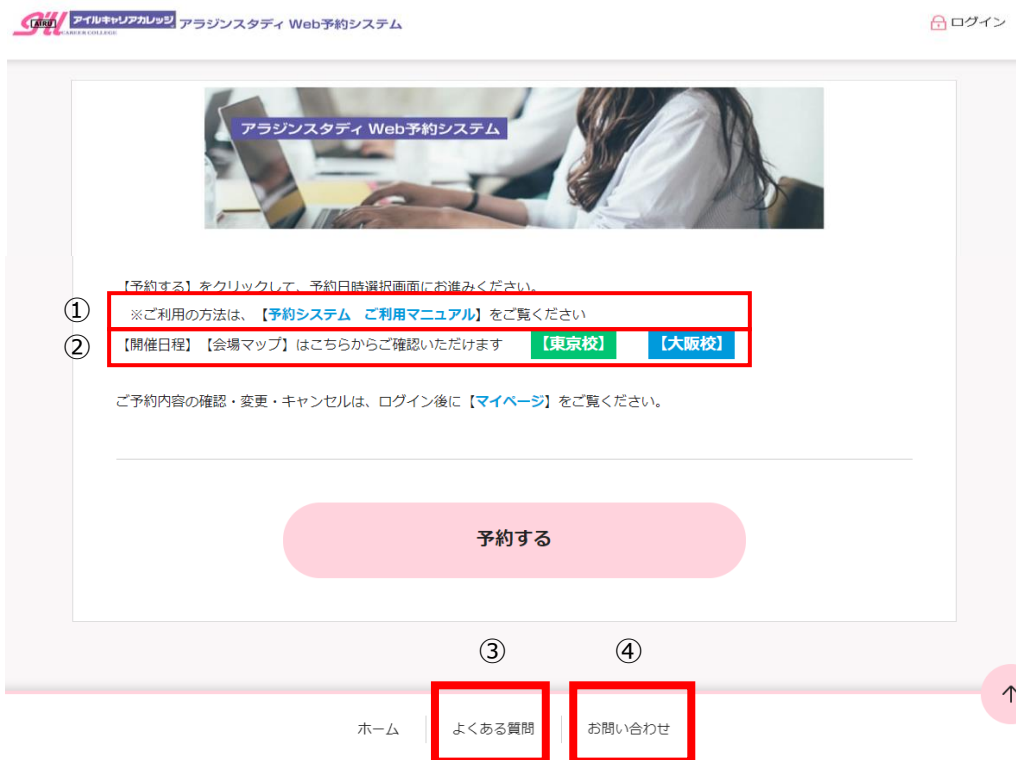 AIRU アイルキャリアカレッジ アラジンスタディ Web予約システム
CAREER COLLEGE
ログイン
アラジンスタディ Web予約システム
【予約する】をクリックして、予約日時選択画面にお進みください。
① ※ご利用の方法は、【予約システム　ご利用マニュアル】をご覧ください
② 【開催日程】【会場マップ】はこちらからご確認いただけます 【東京校】 【大阪校】
ご予約内容の確認・変更・キャンセルは、ログイン後に【マイページ】をご覧ください。
予約する
③ ④
↑
ホーム よくある質問 お問い合わせ